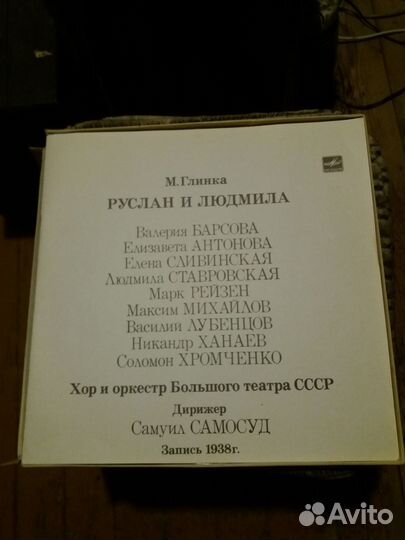 М.Глинка
РУСЛАН И ЛЮДМИЛА
Валерия БАРСОВА
Елизавета АНТОНОВА
Елена СЛИВИНСКАЯ
Людмила СТАВРОВСКАЯ
Марк РЕЙЗЕН
Максим МИХАЙЛОВ
Василий ЛУБЕНЦОВ
Никандр ХАНАЕВ
Соломон ХРОМЧЕНКО
Хор и оркестр Большого театра СССР
Дирижер
Самуил САМОСУД
Запись 1938г.
Avito